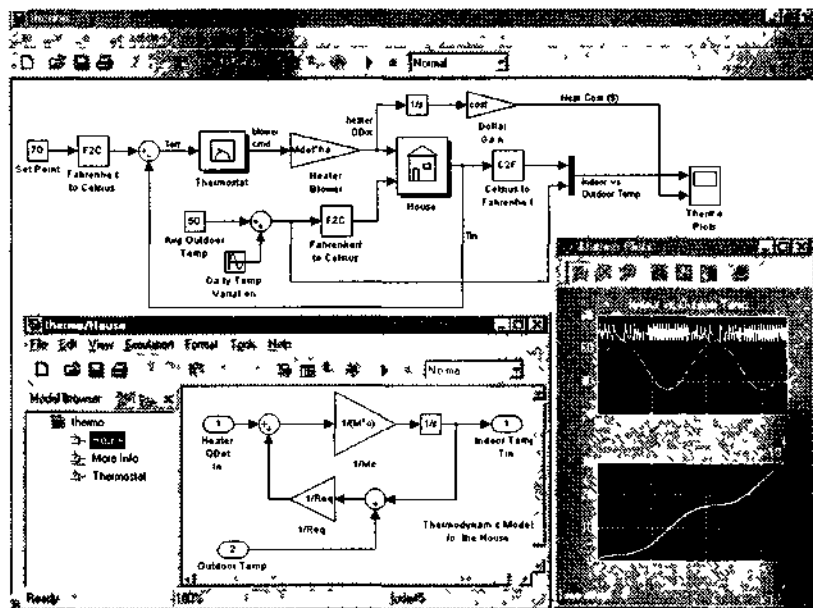 Normal
1/s
cost
Heat Cost ($)
heater
QDot
Dollar
Gain
70
F2C
Terr
blower
cmd
Mdot*ha
C2F
Set Point
Fahrenheit
to Celsius
Thermostat
Heater
Blower
House
Celsius to
Fahrenheit
Indoor vs
Outdoor Temp
Thermo
Plots
50
F2C
Avg Outdoor
Temp
Fahrenheit
to Celsius
Tin
Daily Temp
Variation
thermo/House
File Edit View Simulation Format Tools Help
Normal
Model Browser
thermo
House
More Info
Thermostat
1
Heater
QDot
In
1/(M*c)
1/Mc
1/s
1
Indoor Temp
Tin
1/Req
1/Req
2
Outdoor Temp
Thermodynamic Model
for the House
Ready
100%
ode45